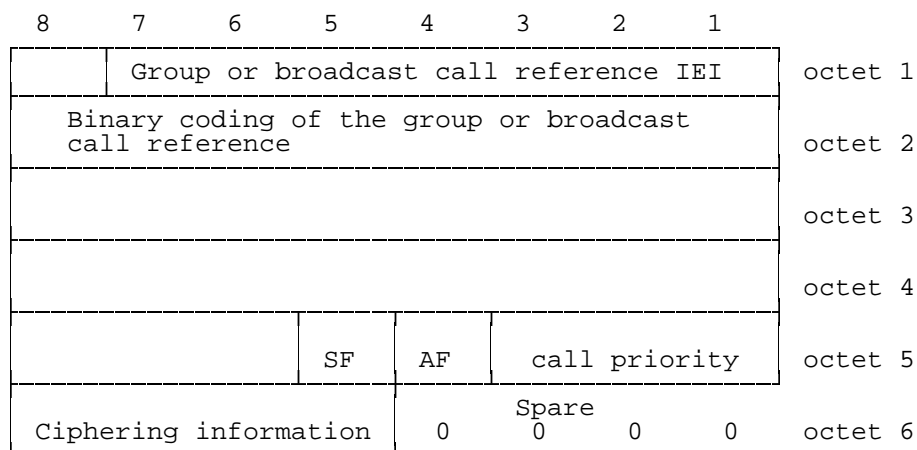 8 7 6 5 4 3 2 1
Group or broadcast call reference IEI octet 1
Binary coding of the group or broadcast
call reference octet 2
octet 3
octet 4
SF AF call priority octet 5
Spare
Ciphering information 0 0 0 0 octet 6